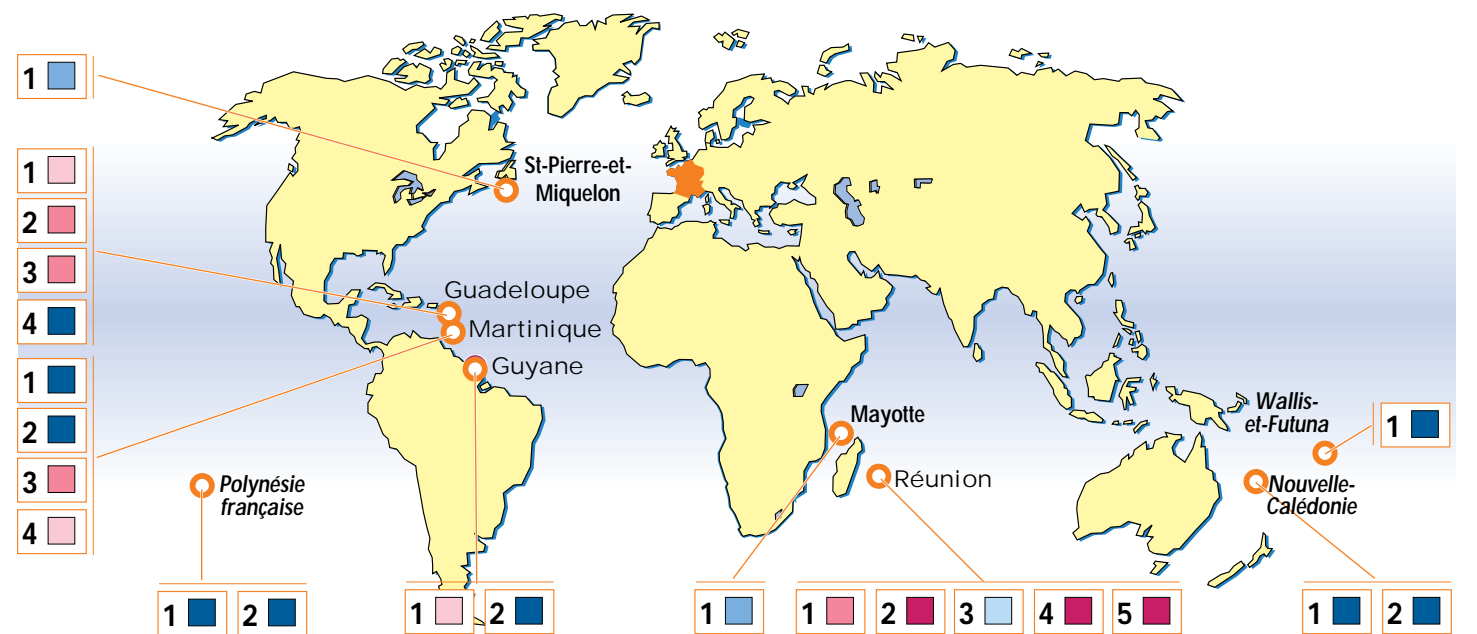 1
St-Pierre-et-
Miquelon
1
2
3
4
Guadeloupe
Martinique
Guyane
1
2
3
4
Polynésie
française
Mayotte
Réunion
Wallis-
et-Futuna
1
Nouvelle-
Calédonie
1 2
1 2
1
1 2 3 4 5
1 2